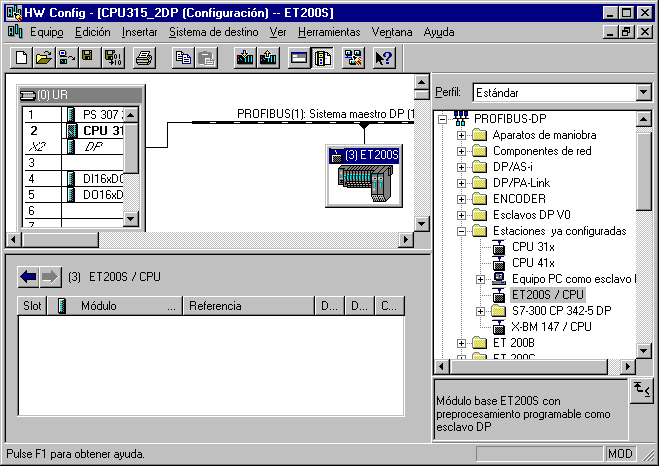 HW Config - [CPU315_2DP (Configuración) -- ET200S]
Equipo Edición Insertar Sistema de destino Ver Herramientas Ventana Ayuda
(0) UR
1 PS 307
2 CPU 31
X2 DP
3
4 DI16xDC
5 DO16xD
6
7
PROFIBUS(1): Sistema maestro DP (1
(3) ET200S
Perfil: Estándar
PROFIBUS-DP
Aparatos de maniobra
Componentes de red
DP/AS-i
DP/PA-Link
ENCODER
Esclavos DP V0
Estaciones ya configuradas
CPU 31x
CPU 41x
Equipo PC como esclavo
ET200S / CPU
S7-300 CP 342-5 DP
X-BM 147 / CPU
ET 200B
ET 200C
(3) ET200S / CPU
Slot Módulo ... Referencia D... D... C...
Módulo base ET200S con
preprocesamiento programable como
esclavo DP
Pulse F1 para obtener ayuda.
MOD